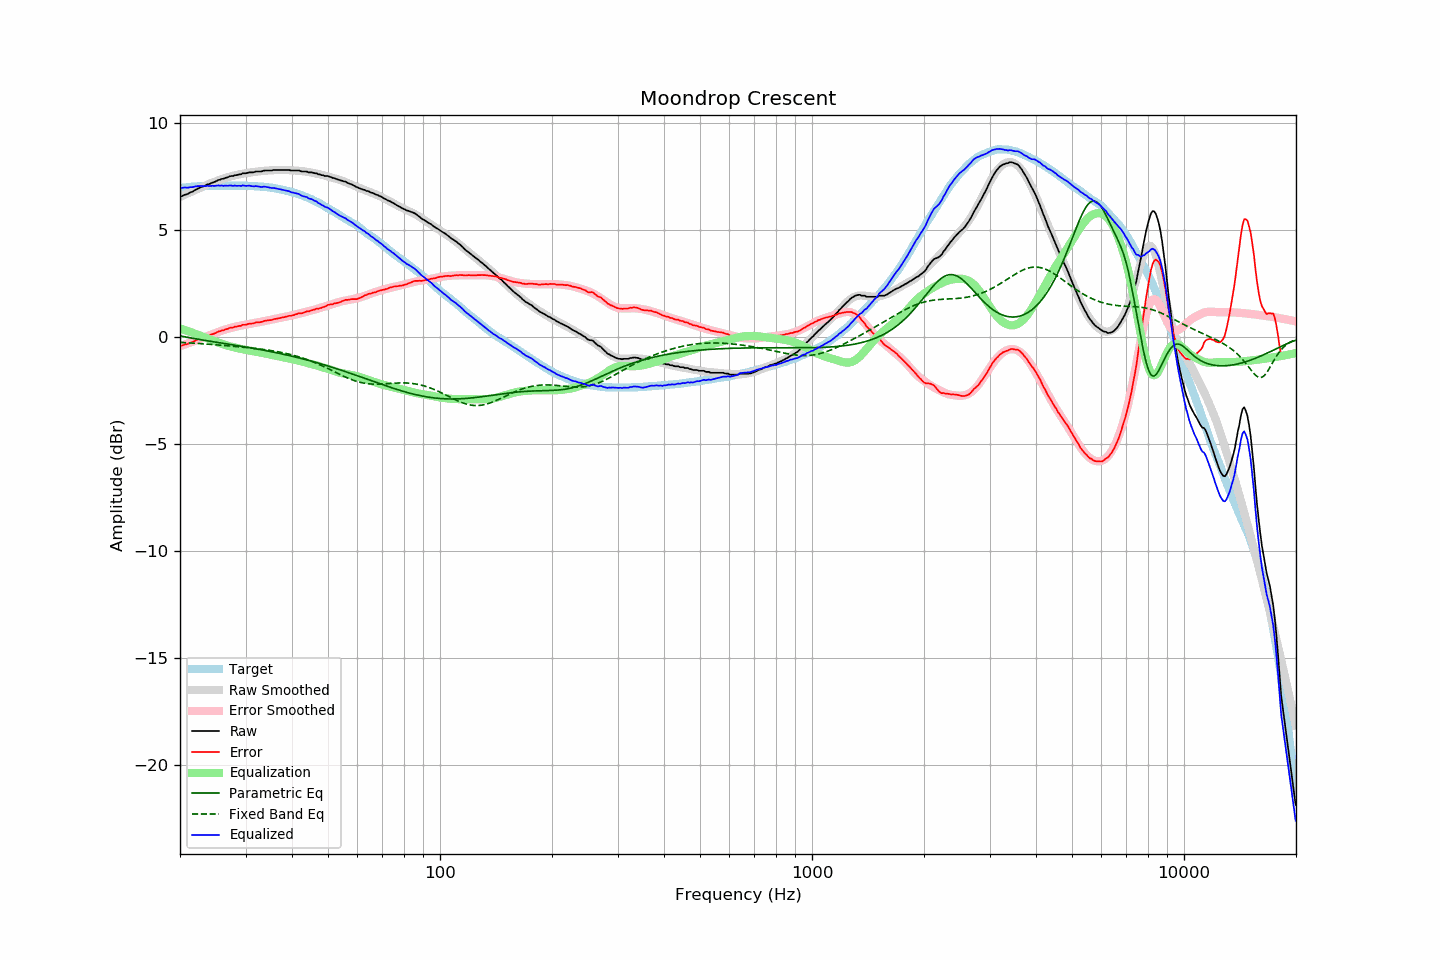 Moondrop Crescent
10
5
0
−5
−10
−15
−20
Amplitude (dBr)
Target
Raw Smoothed
Error Smoothed
Raw
Error
Equalization
Parametric Eq
Fixed Band Eq
Equalized
100
1000
10000
Frequency (Hz)